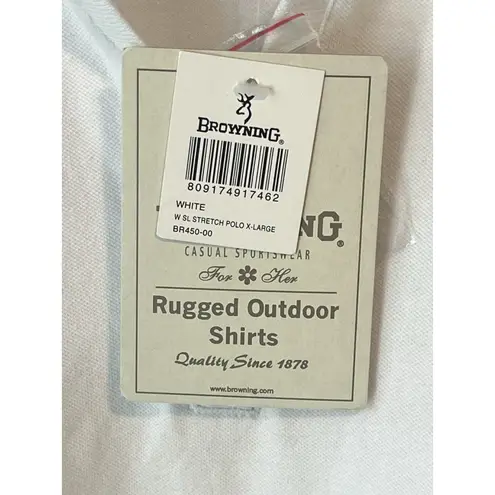 BROWNING®
809174917462
WHITE
W SL STRETCH POLO X-LARGE
BR450-00
NG®
CASUAL SPORTSWEAR
For Her
Rugged Outdoor
Shirts
Quality Since 1878
www.browning.com